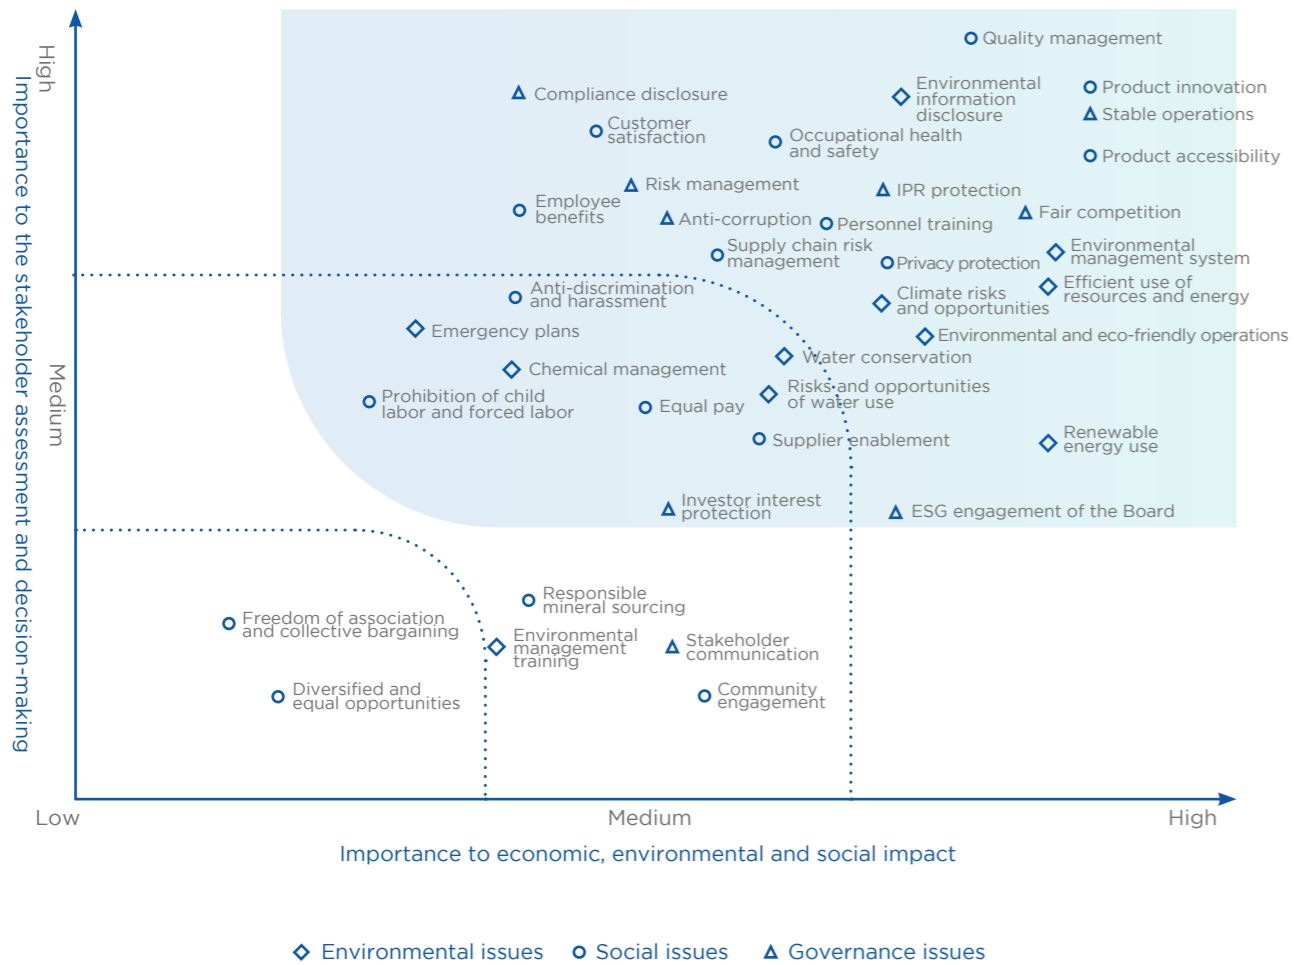 High
Medium
Importance to the stakeholder assessment and decision-making
Quality management
Compliance disclosure
Environmental
information
disclosure
Product innovation
Stable operations
Customer
satisfaction
Occupational health
and safety
Product accessibility
Risk management
IPR protection
Employee
benefits
Anti-corruption
Personnel training
Fair competition
Supply chain risk
management
Privacy protection
Environmental
management system
Anti-discrimination
and harassment
Climate risks
and opportunities
Efficient use of
resources and energy
Emergency plans
Environmental and eco-friendly operations
Water conservation
Chemical management
Prohibition of child
labor and forced labor
Equal pay
Risks and opportunities
of water use
Supplier enablement
Renewable
energy use
Investor interest
protection
ESG engagement of the Board
Responsible
mineral sourcing
Freedom of association
and collective bargaining
Environmental
management
training
Stakeholder
communication
Diversified and
equal opportunities
Community
engagement
Low
Medium
High
Importance to economic, environmental and social impact
Environmental issues
Social issues
Governance issues